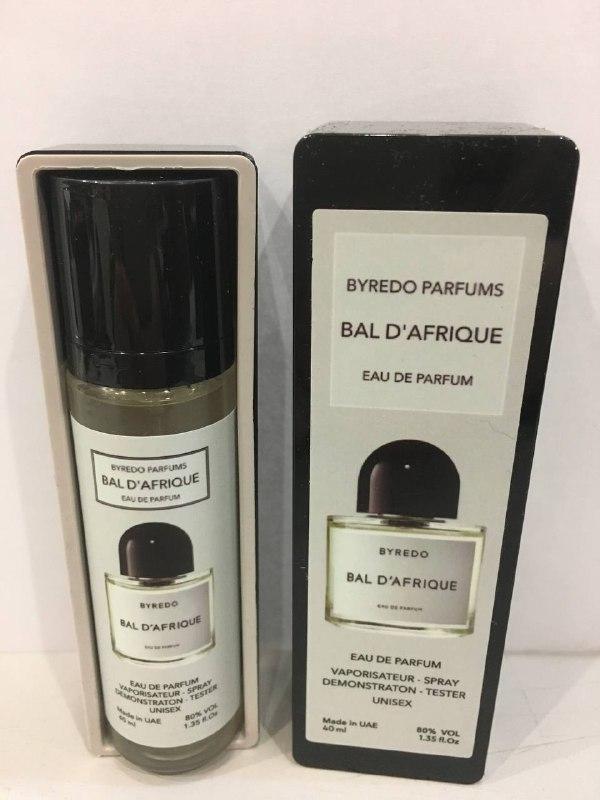 BYREDO PARFUMS
BAL D'AFRIQUE
EAU DE PARFUM
BYREDO
BAL D'AFRIQUE
EAU DE PARFUM
EAU DE PARFUM
VAPORISATEUR - SPRAY
DEMONSTRATON - TESTER
UNISEX
Made in UAE 80% VOL
40 ml 1.35 fl.Oz
BYREDO PARFUMS
BAL D'AFRIQUE
EAU DE PARFUM
BYREDO
BAL D'AFRIQUE
EAU DE PARFUM
EAU DE PARFUM
VAPORISATEUR - SPRAY
DEMONSTRATON - TESTER
UNISEX
Made in UAE 80% VOL
40 ml 1.35 fl.Oz